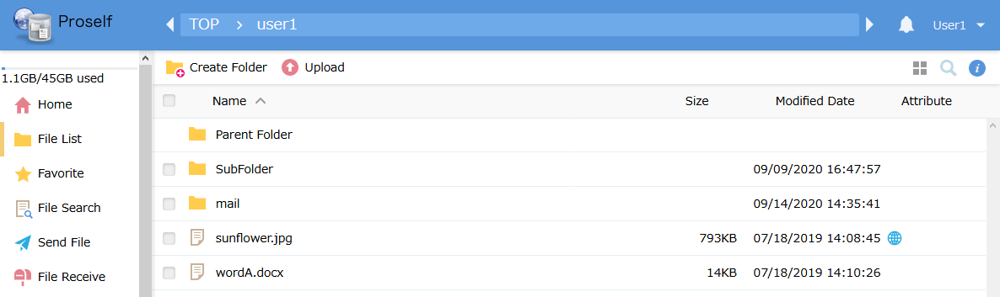 Proself
TOP > user1
User1
1.1GB/45GB used
Home
File List
Favorite
File Search
Send File
File Receive
Create Folder Upload
Name Size Modified Date Attribute
Parent Folder
SubFolder 09/09/2020 16:47:57
mail 09/14/2020 14:35:41
sunflower.jpg 793KB 07/18/2019 14:08:45
wordA.docx 14KB 07/18/2019 14:10:26